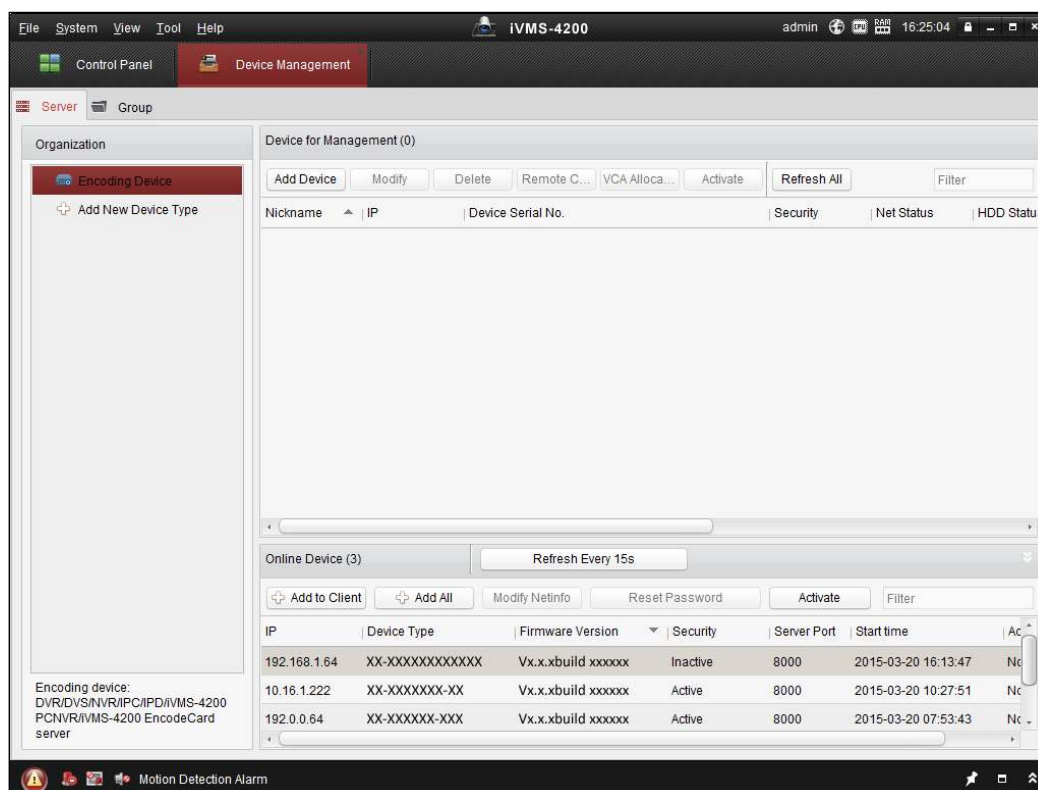 File System View Tool Help iVMS-4200 admin CPU RAM 16:25:04
Control Panel Device Management
Server Group
Organization
Encoding Device
Add New Device Type
Encoding device:
DVR/DVS/NVR/IPC/IPD/iVMS-4200
PCNVR/iVMS-4200 EncodeCard
server
Device for Management (0)
Add Device Modify Delete Remote C... VCA Alloca... Activate Refresh All Filter
Nickname IP Device Serial No. Security Net Status HDD Statu
Online Device (3) Refresh Every 15s
Add to Client Add All Modify Netinfo Reset Password Activate Filter
IP Device Type Firmware Version Security Server Port Start time Ac
192.168.1.64 XX-XXXXXXXXXXXX Vx.x.xbuild xxxxxx Inactive 8000 2015-03-20 16:13:47 No
10.16.1.222 XX-XXXXXXX-XX Vx.x.xbuild xxxxxx Active 8000 2015-03-20 10:27:51 No
192.0.0.64 XX-XXXXXX-XXX Vx.x.xbuild xxxxxx Active 8000 2015-03-20 07:53:43 No
Motion Detection Alarm